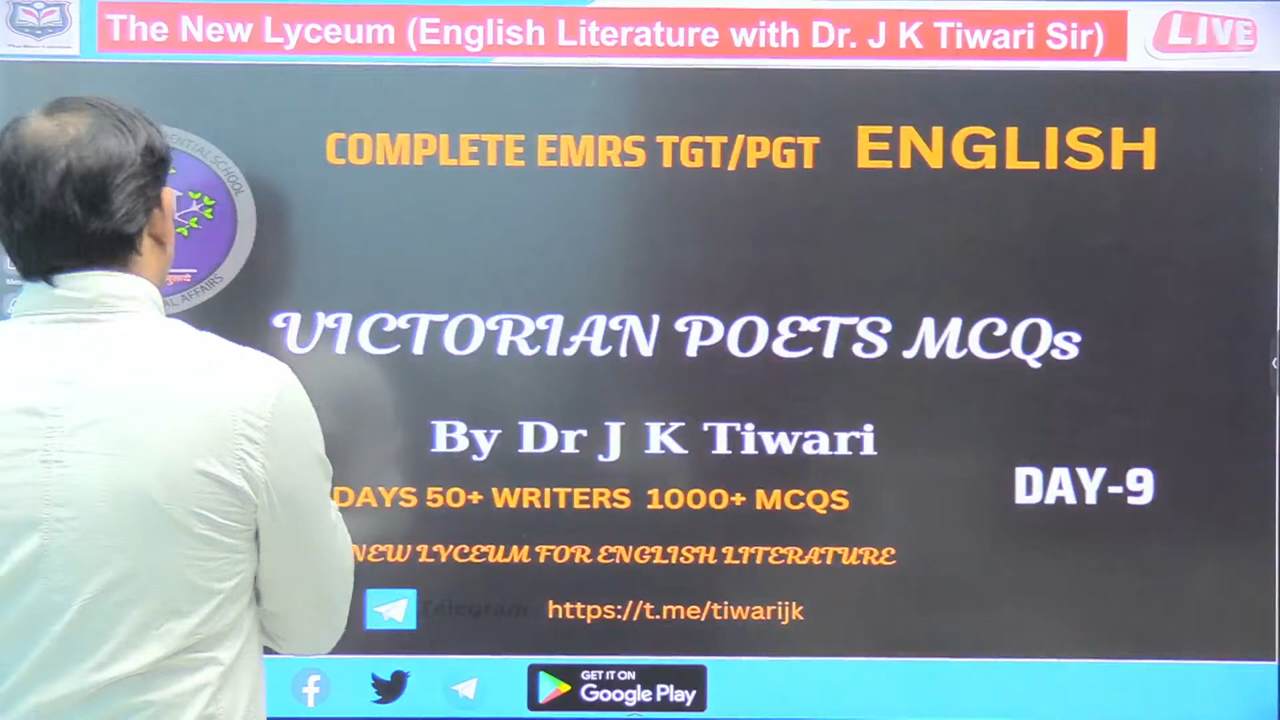 The New Lyceum (English Literature with Dr. J K Tiwari Sir)
LIVE
COMPLETE EMRS TGT/PGT ENGLISH
VICTORIAN POETS MCQs
By Dr J K Tiwari
DAY-9
DAYS 50+ WRITERS 1000+ MCQS
NEW LYCEUM FOR ENGLISH LITERATURE
Telegram https://t.me/tiwarijk
GET IT ON
Google Play